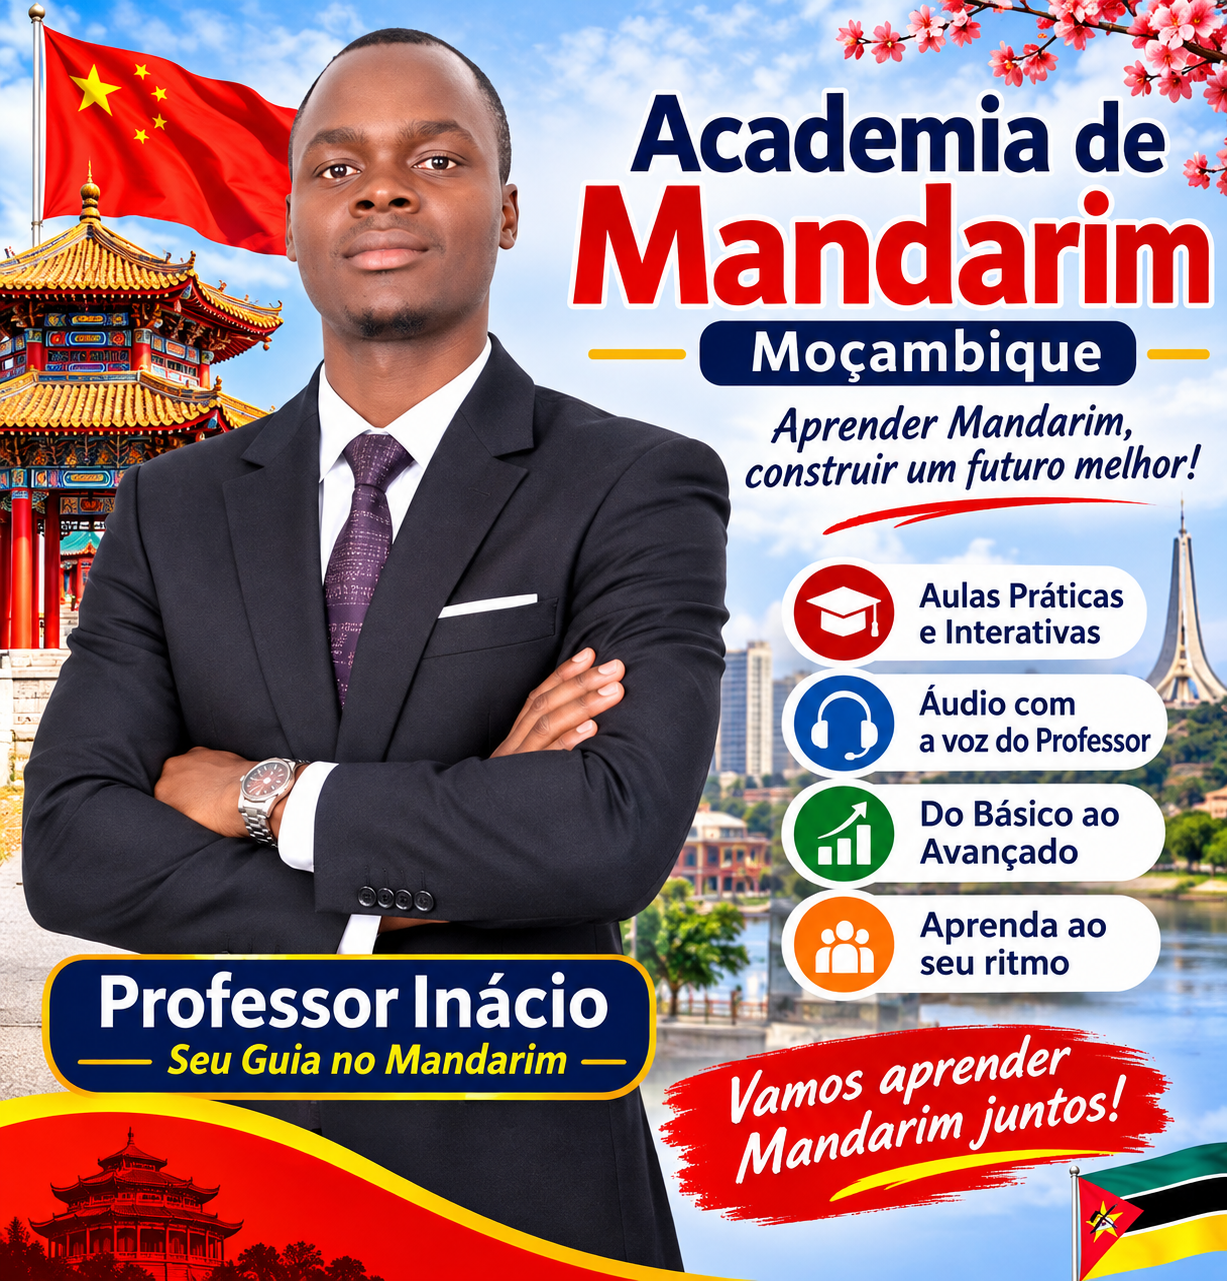 Academia de
Mandarim
Moçambique
Aprender Mandarim,
construir um futuro melhor!
Aulas Práticas
e Interativas
Áudio com
a voz do Professor
Do Básico ao
Avançado
Aprenda ao
seu ritmo
Professor Inácio
Seu Guia no Mandarim
Vamos aprender
Mandarim juntos!